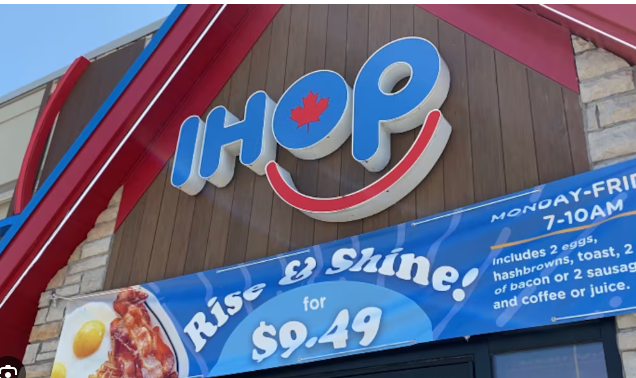 IHOP
Rise & Shine!
for
$9.49
MONDAY-FRI
7-10AM
Includes 2 eggs,
hashbrowns, toast, 2
of bacon or 2 sausag
and coffee or juice.